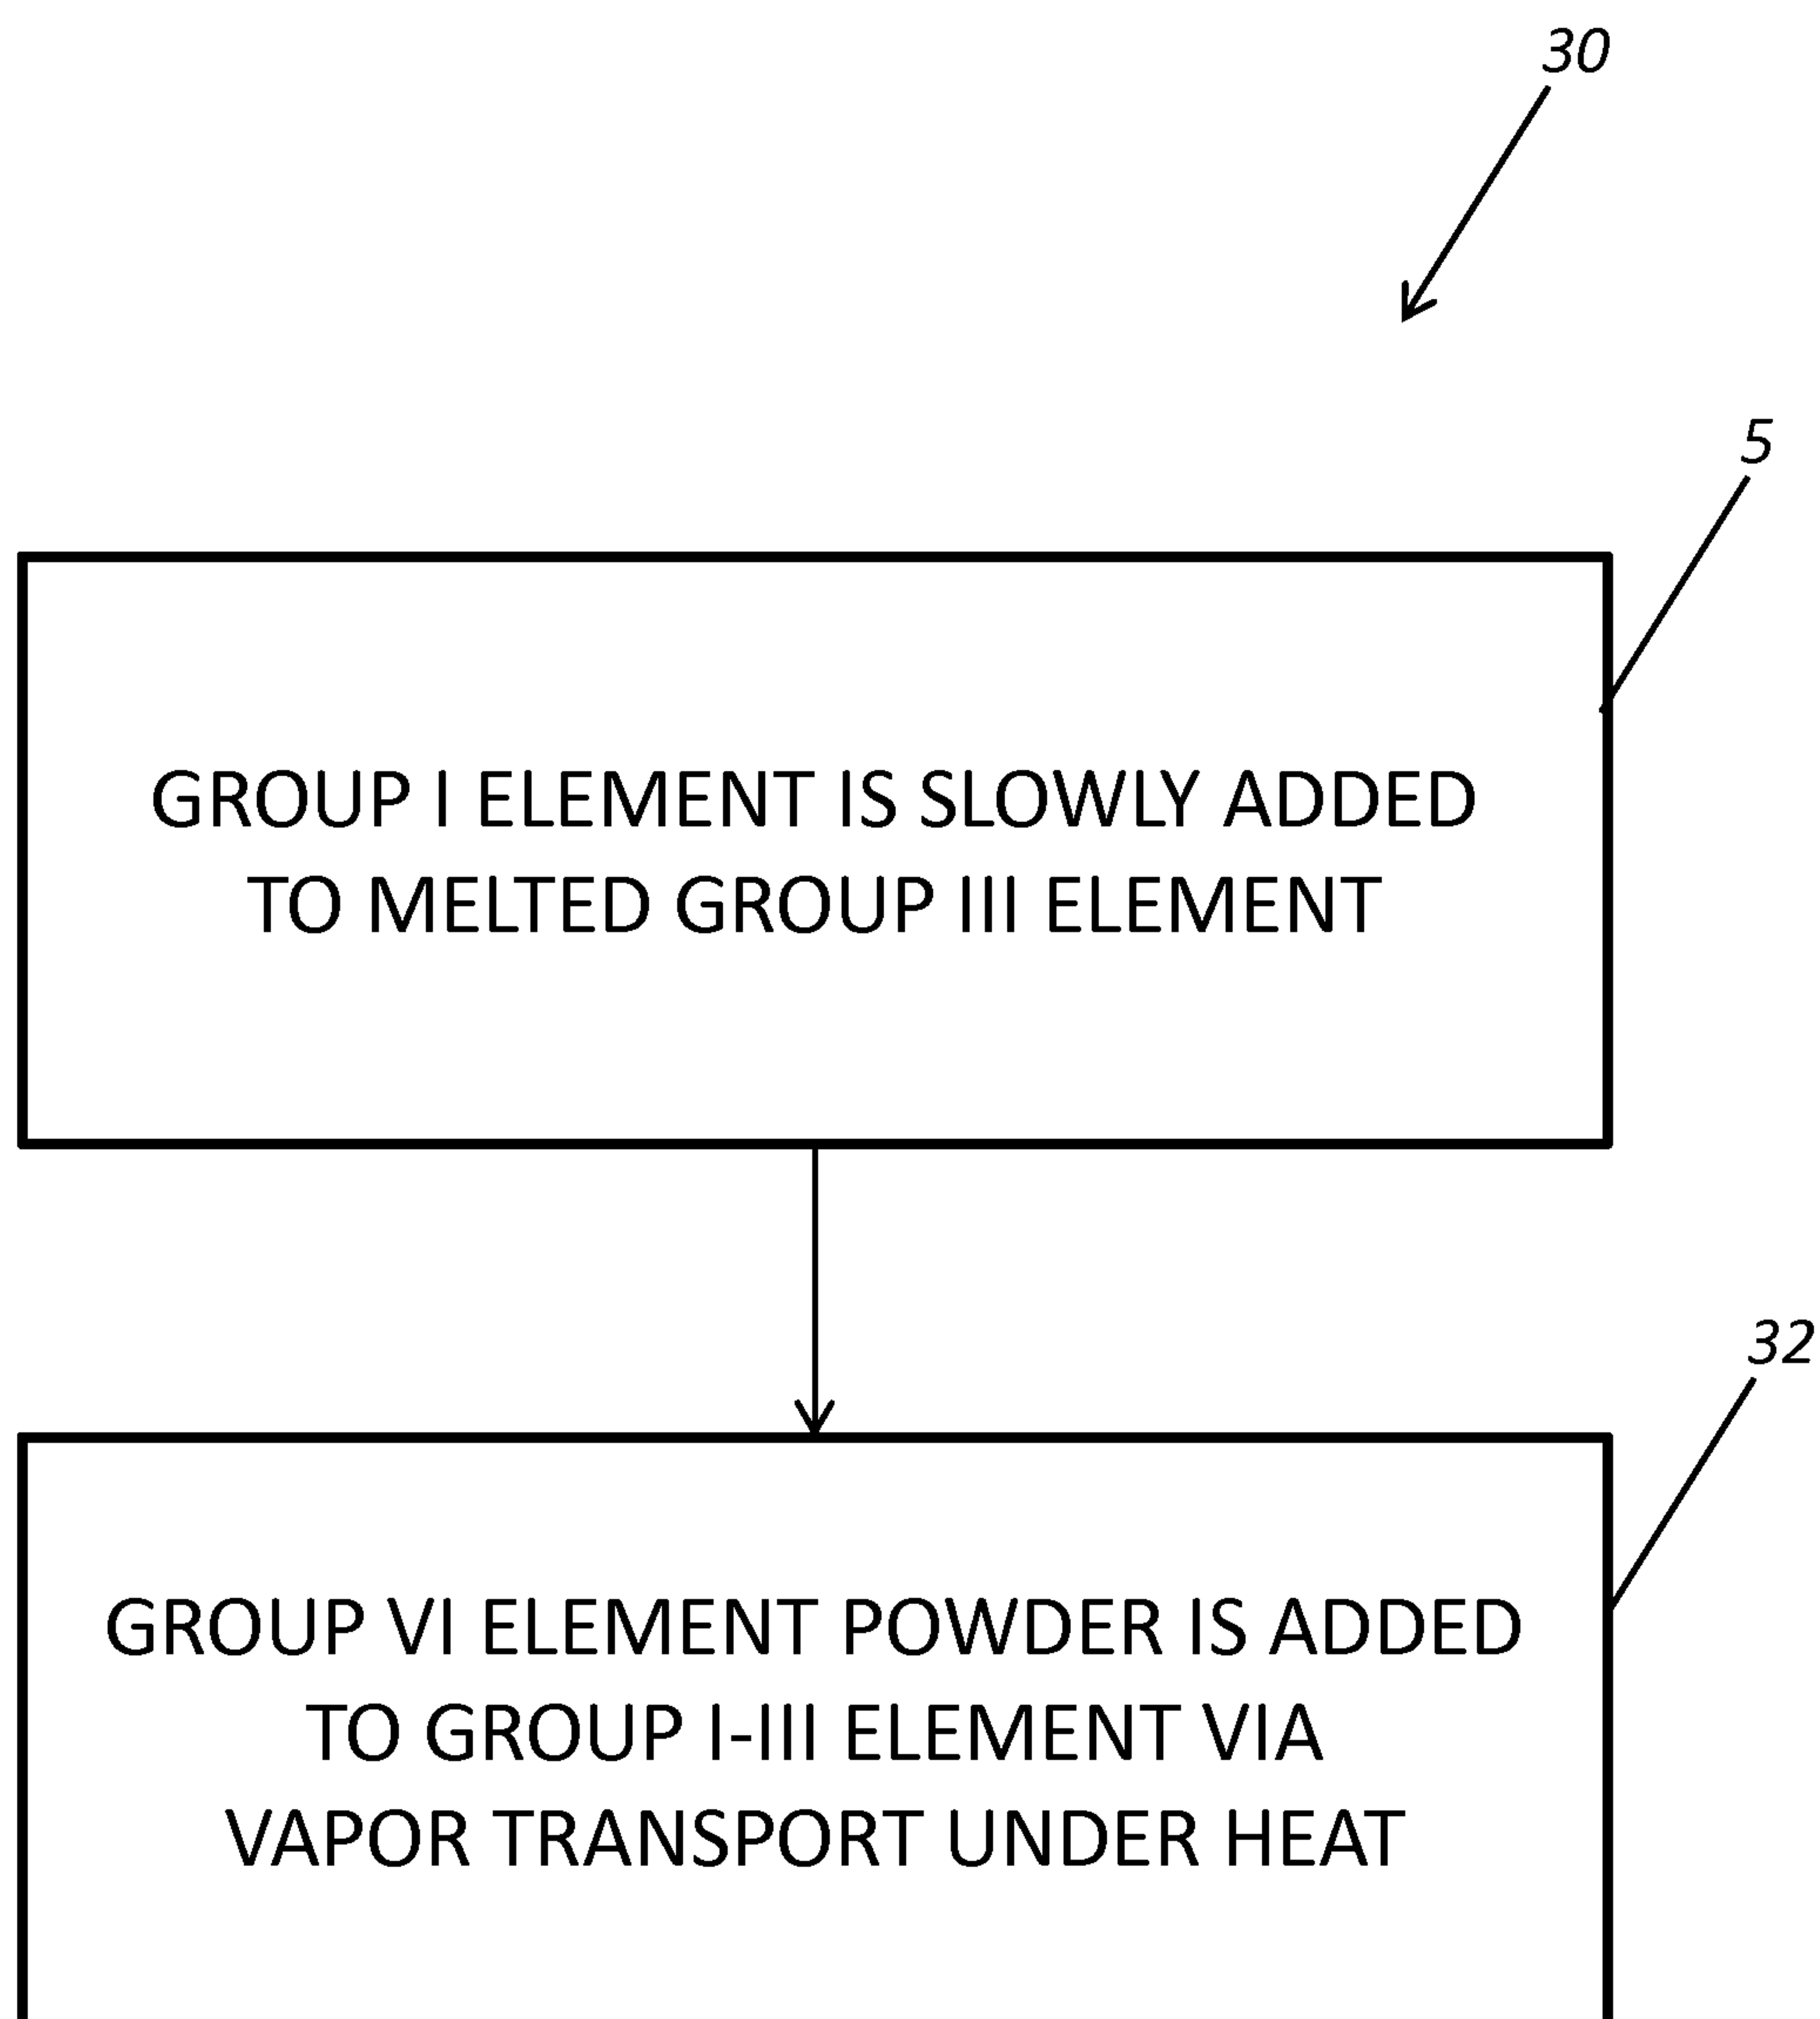 30
5
GROUP I ELEMENT IS SLOWLY ADDED
TO MELTED GROUP III ELEMENT
32
GROUP VI ELEMENT POWDER IS ADDED
TO GROUP I-III ELEMENT VIA
VAPOR TRANSPORT UNDER HEAT